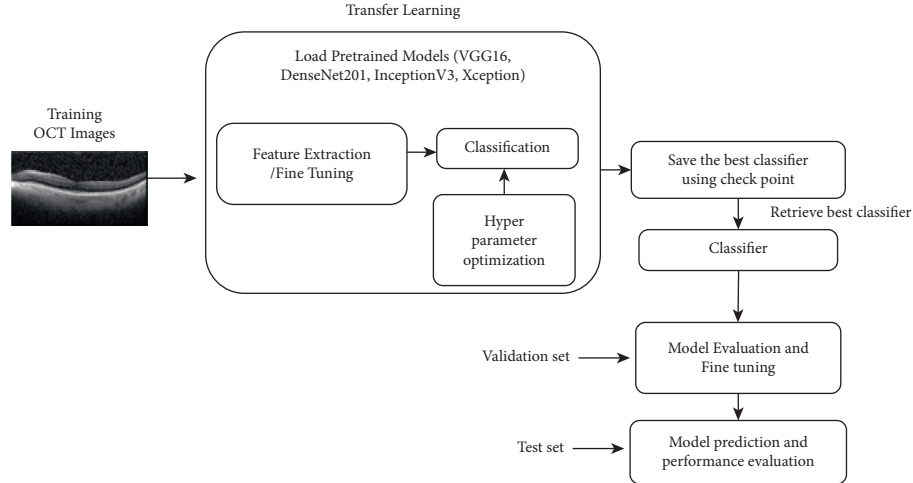 Transfer Learning
Load Pretrained Models (VGG16,
DenseNet201, InceptionV3, Xception)
Training
OCT Images
Feature Extraction
/Fine Tuning
Classification
Hyper
parameter
optimization
Save the best classifier
using check point
Retrieve best classifier
Classifier
Validation set
Model Evaluation and
Fine tuning
Test set
Model prediction and
performance evaluation